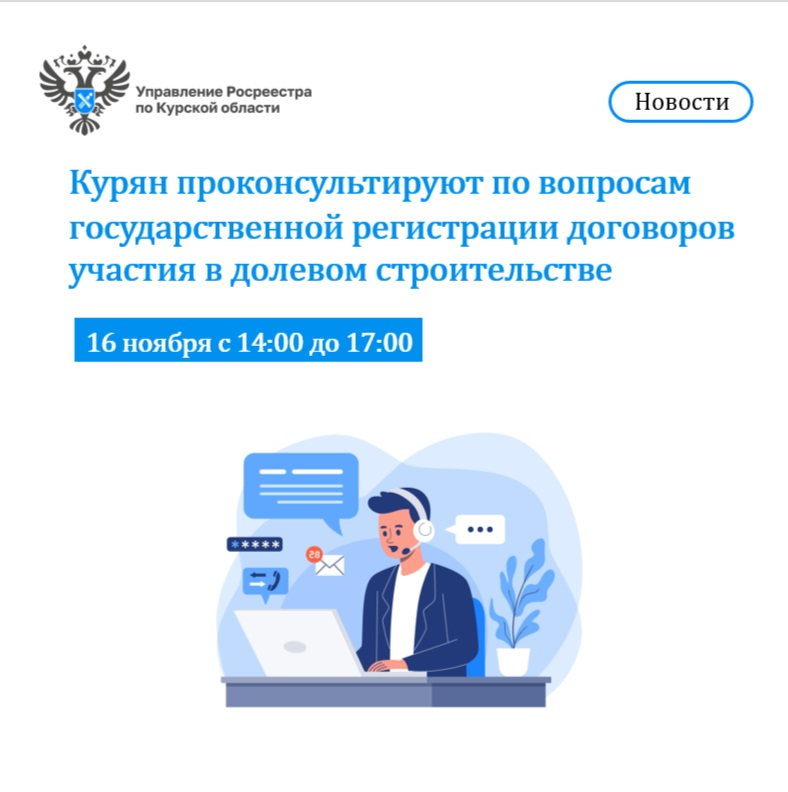 Управление Росреестра
по Курской области
Новости
Курян проконсультируют по вопросам
государственной регистрации договоров
участия в долевом строительстве
16 ноября с 14:00 до 17:00
*****